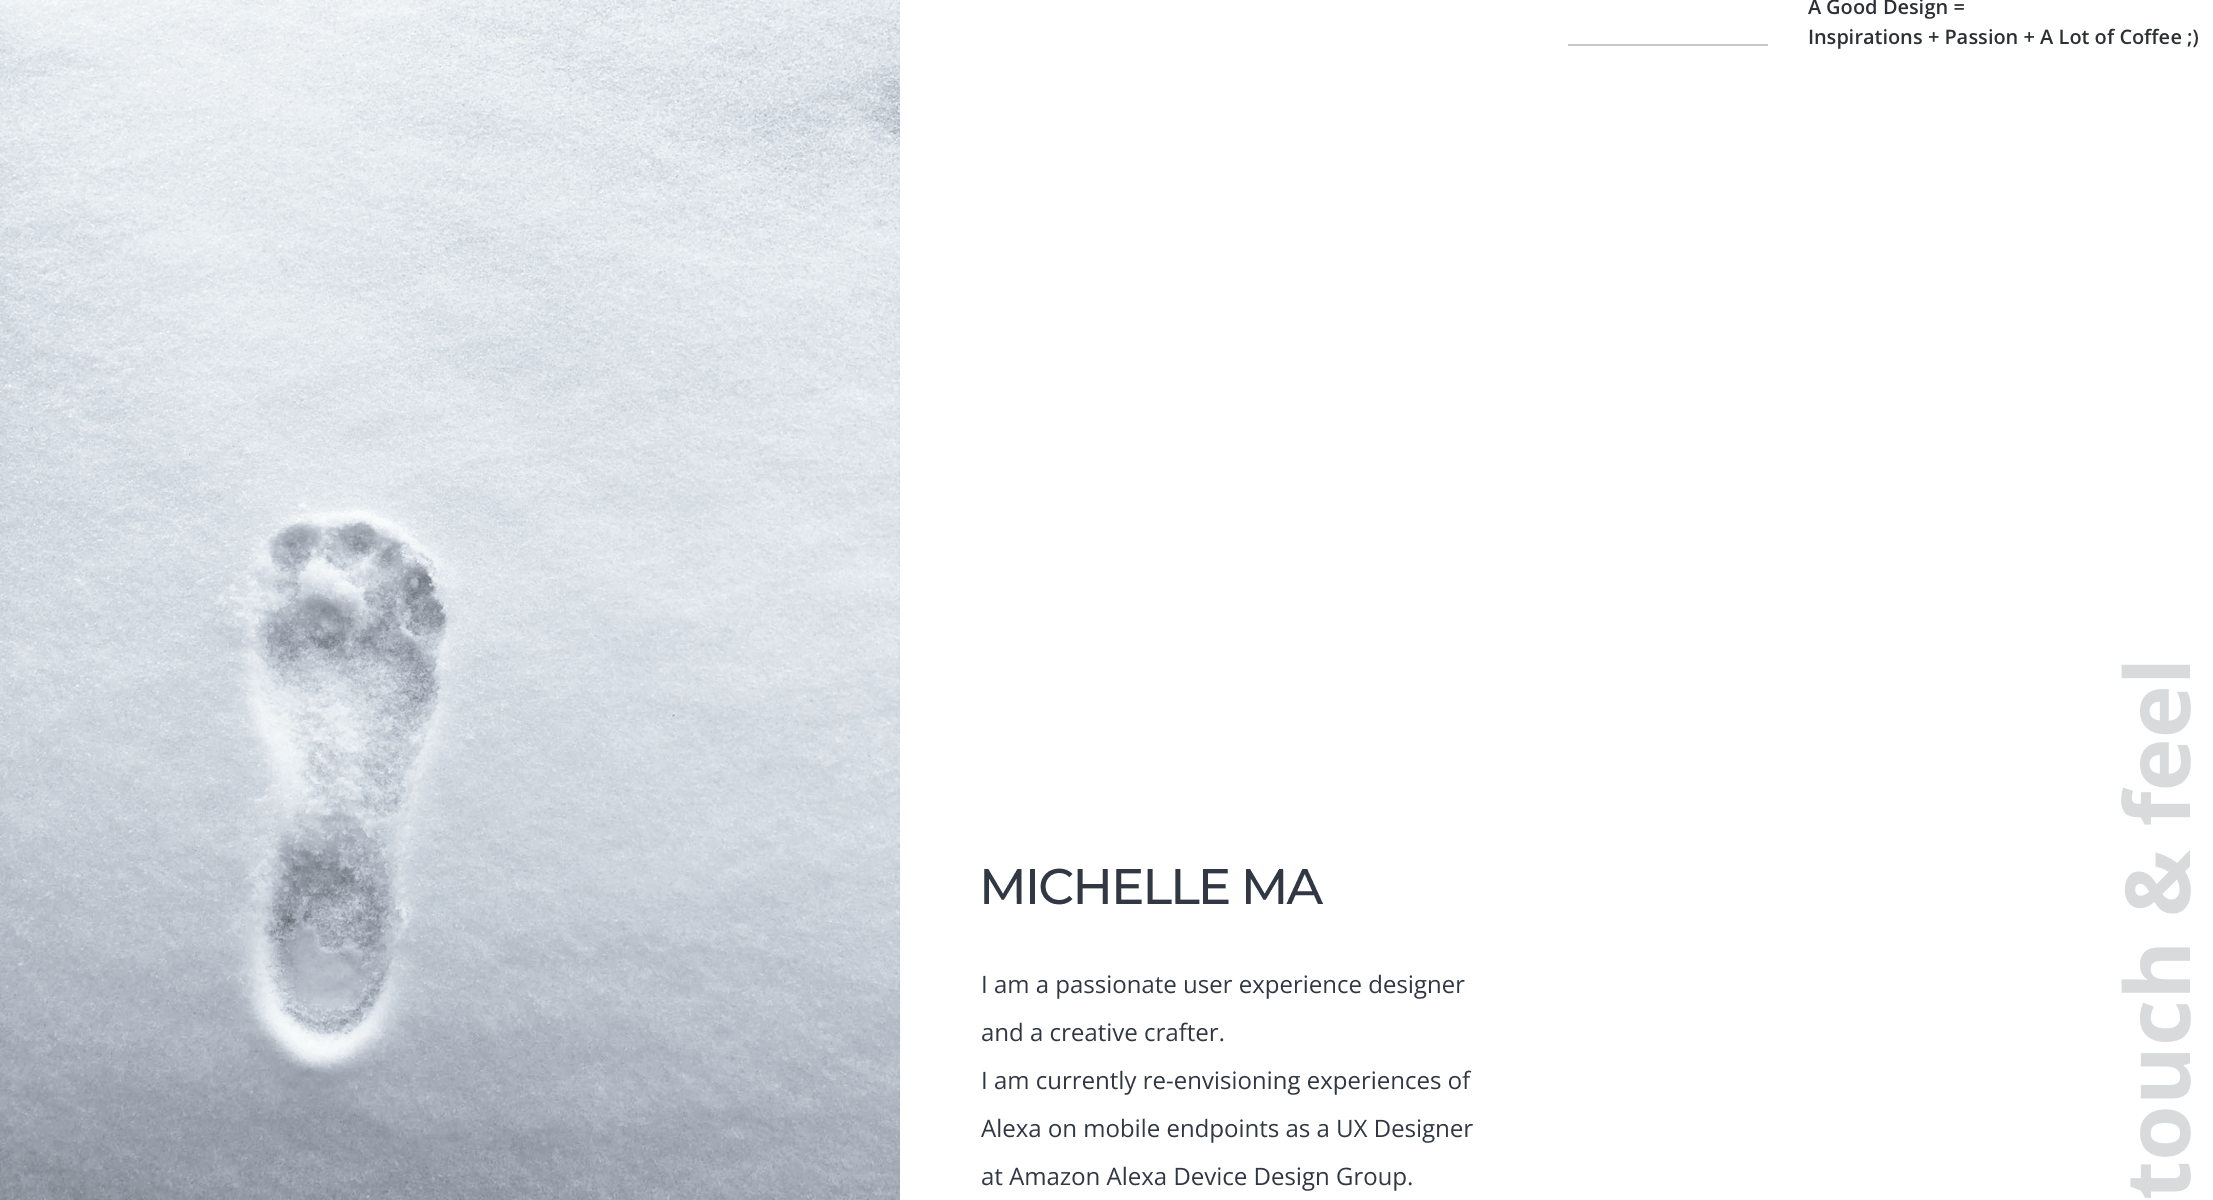 A Good Design =
Inspirations + Passion + A Lot of Coffee ;)
MICHELLE MA
I am a passionate user experience designer
and a creative crafter.
I am currently re-envisioning experiences of
Alexa on mobile endpoints as a UX Designer
at Amazon Alexa Device Design Group.
touch & feel